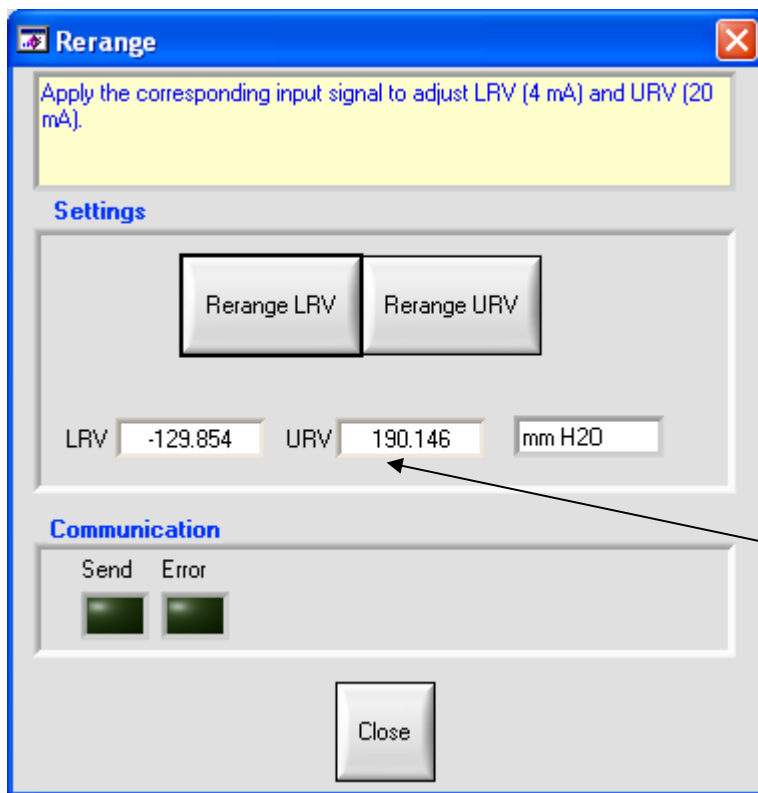 Rerange
Apply the corresponding input signal to adjust LRV (4 mA) and URV (20
mA).
Settings
Rerange LRV Rerange URV
LRV -129.854 URV 190.146 mm H2O
Communication
Send Error
Close